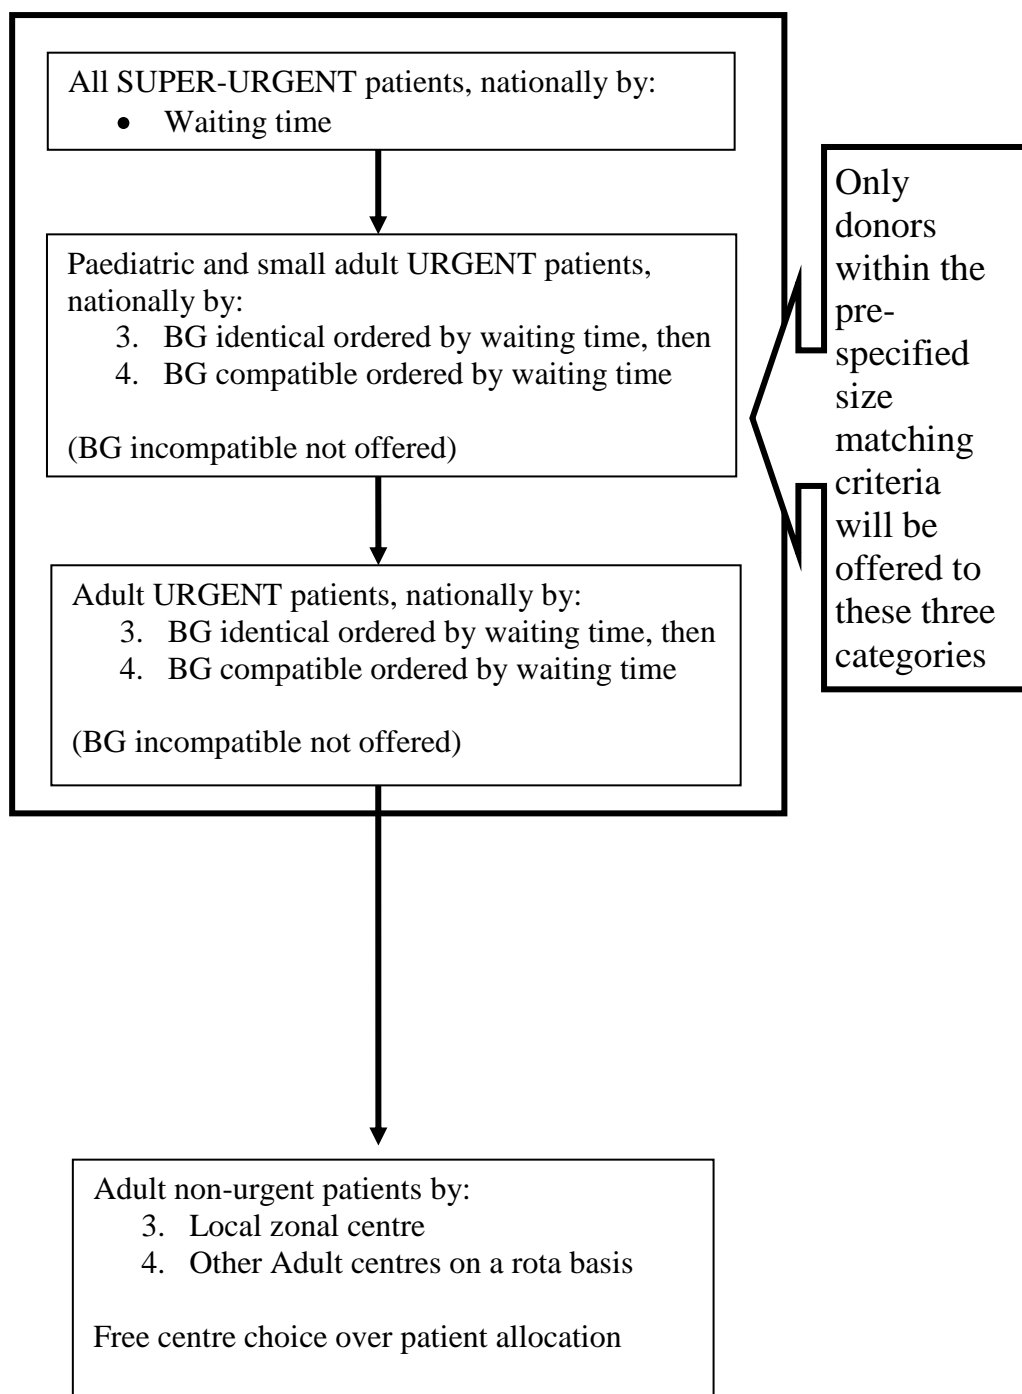 All SUPER-URGENT patients, nationally by:
• Waiting time
Paediatric and small adult URGENT patients,
nationally by:
3. BG identical ordered by waiting time, then
4. BG compatible ordered by waiting time
(BG incompatible not offered)
Adult URGENT patients, nationally by:
3. BG identical ordered by waiting time, then
4. BG compatible ordered by waiting time
(BG incompatible not offered)
Only
donors
within the
pre-
specified
size
matching
criteria
will be
offered to
these three
categories
Adult non-urgent patients by:
3. Local zonal centre
4. Other Adult centres on a rota basis
Free centre choice over patient allocation